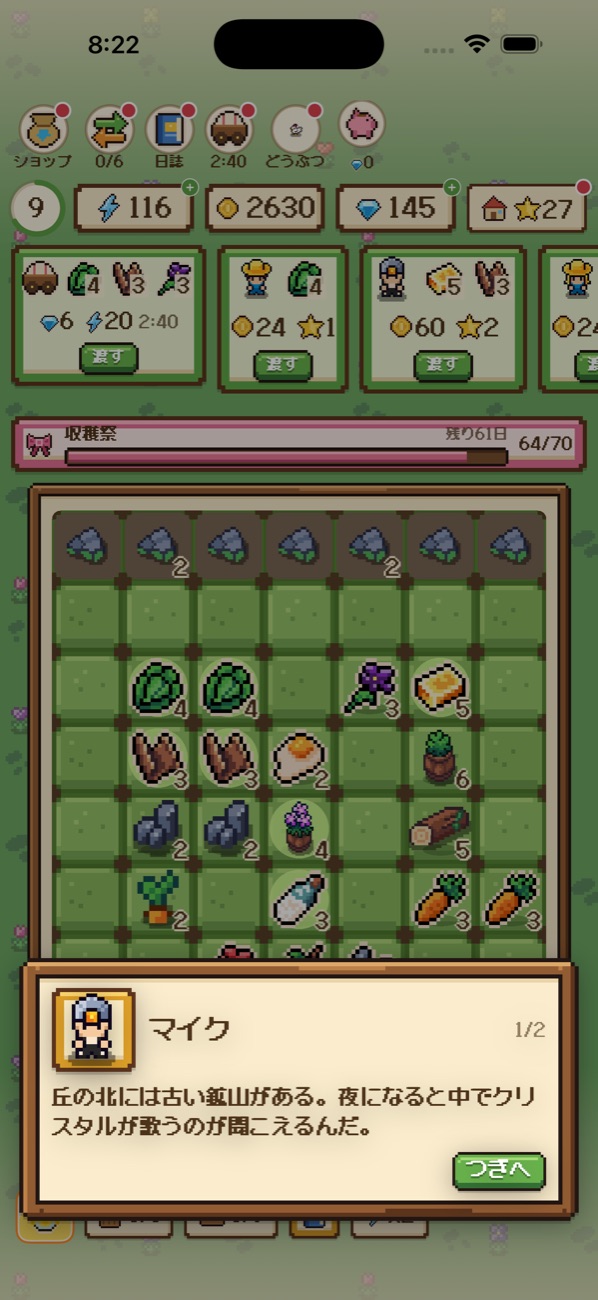 8:22
ショップ 0/6 日誌 2:40 どうぶつ 0
9 116 2630 145 27
4 3 3 4 5 3
6 20 2:40 24 1 60 2 24
渡す 渡す 渡す
収穫祭 残り61日 64/70
2 2
4 4 3 5
3 3 2 6
2 2 4 5
2 3 3 3
マイク 1/2
丘の北には古い鉱山がある。夜になると中でクリ
スタルが歌うのが聞こえるんだ。
つぎへ